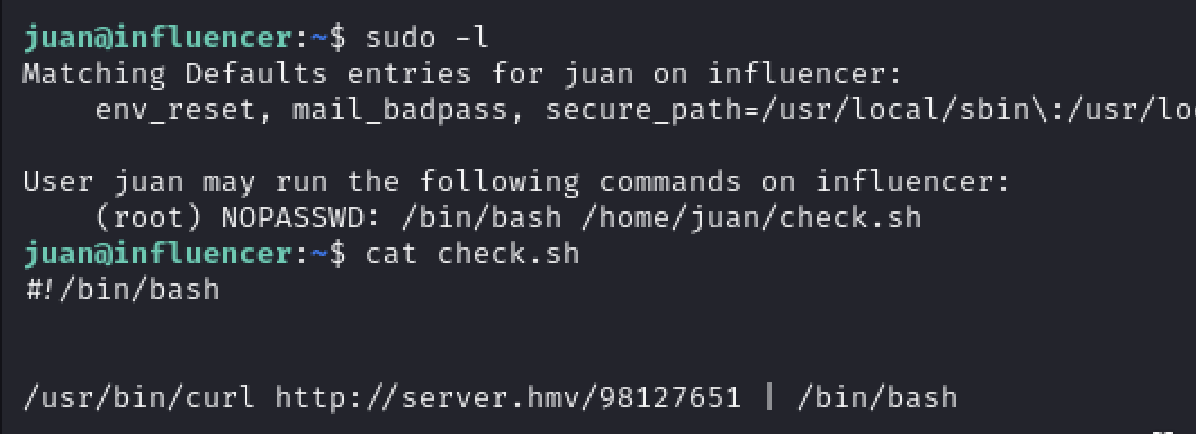 juan@influencer:~$ sudo -l
Matching Defaults entries for juan on influencer:
    env_reset, mail_badpass, secure_path=/usr/local/sbin\:/usr/lo
User juan may run the following commands on influencer:
    (root) NOPASSWD: /bin/bash /home/juan/check.sh
juan@influencer:~$ cat check.sh
#!/bin/bash
/usr/bin/curl http://server.hmv/98127651 | /bin/bash